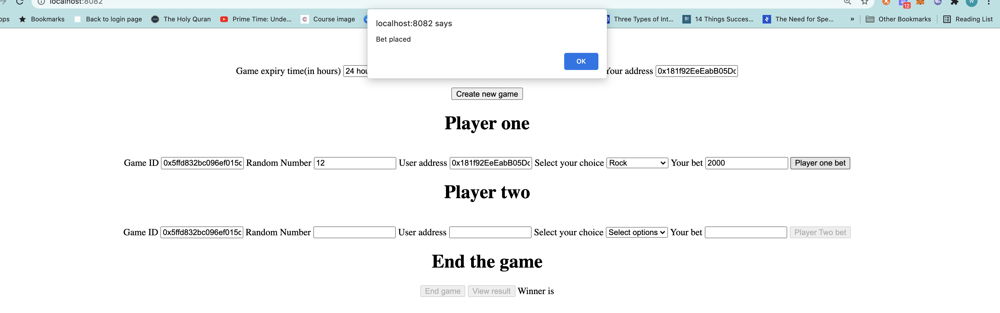 localhost:8082
12
W
ops Bookmarks Back to login page The Holy Quran Prime Time: Unde... Course image Three Types of Int... BI 14 Things Succes... The Need for Spe... » Other Bookmarks Reading List
localhost:8082 says
Bet placed
OK
Game expiry time(in hours) 24 hou Your address 0x181f92EeEabB05Dc
Create new game
Player one
Game ID 0x5ffd832bc096ef015c Random Number 12 User address 0x181f92EeEabB05Dc Select your choice Rock Your bet 2000 Player one bet
Player two
Game ID 0x5ffd832bc096ef015c Random Number User address Select your choice Select options Your bet Player Two bet
End the game
End game View result Winner is